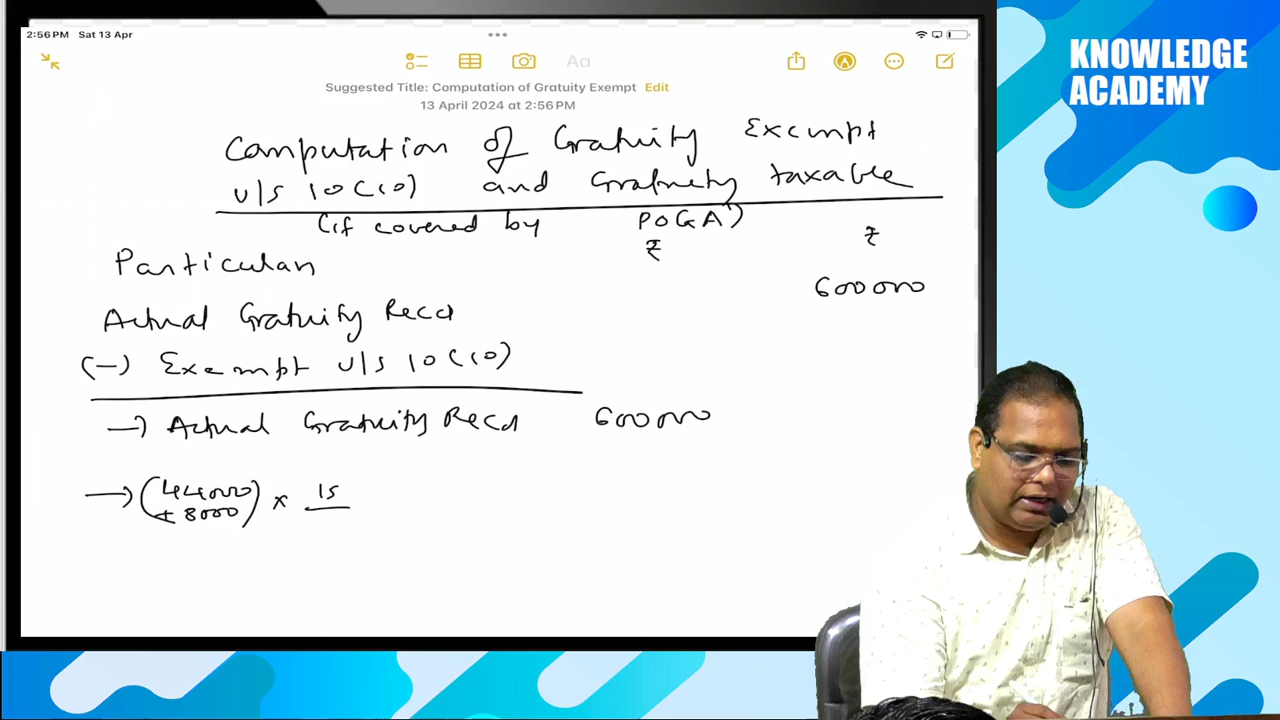 2:56 PM Sat 13 Apr
KNOWLEDGE
ACADEMY
Aa
Suggested Title: Computation of Gratuity Exempt Edit
13 April 2024 at 2:56 PM
Computation of Gratuity Exempt
u/s 10(10) and Gratuity taxable
(if covered by POGA)
₹ ₹
Particular
600000
Actual Gratuity Recd
(-) Exempt u/s 10(10)
→ Actual Gratuity Recd 600000
→ (44000 + 8000) × 15